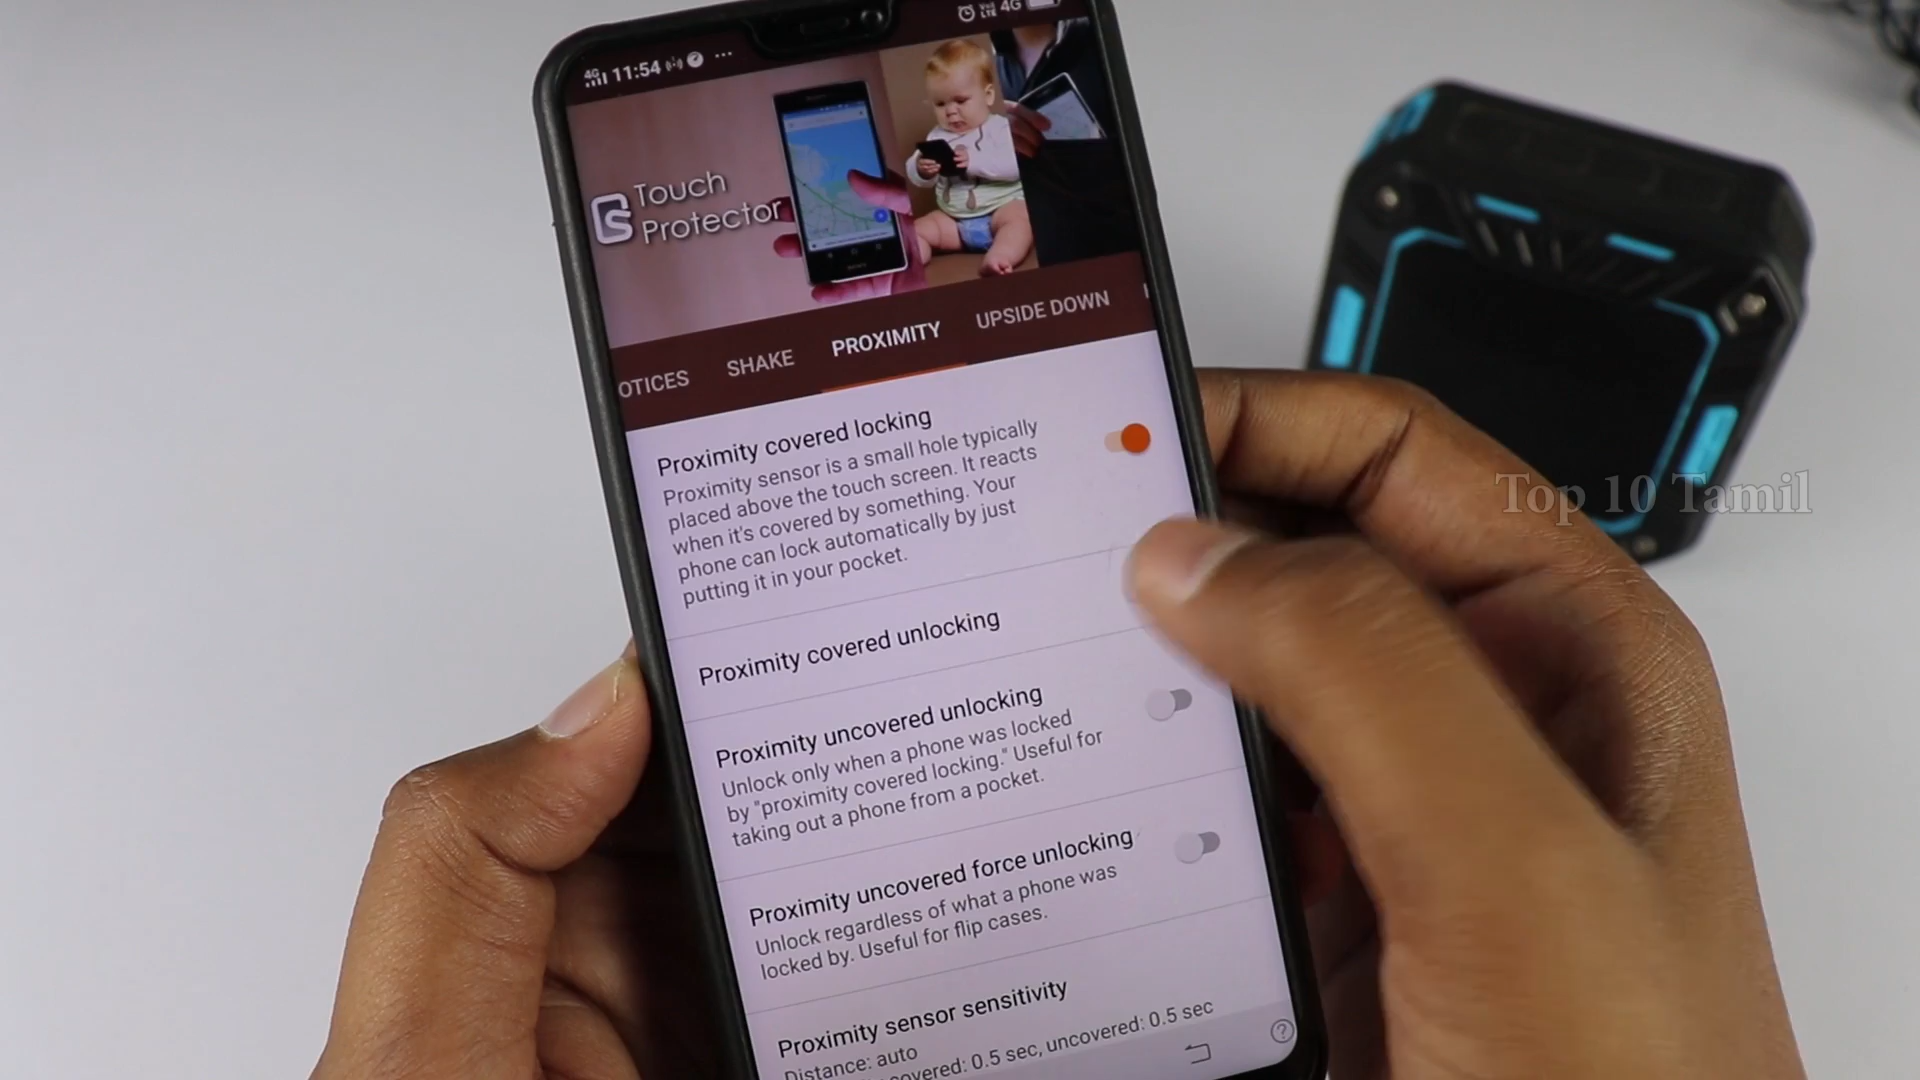 4G 11:54 ...
VoLTE 4G
Touch
Protector
SONY
OTICES SHAKE PROXIMITY UPSIDE DOWN
Proximity covered locking
Proximity sensor is a small hole typically
placed above the touch screen. It reacts
when it's covered by something. Your
phone can lock automatically by just
putting it in your pocket.
Proximity covered unlocking
Proximity uncovered unlocking
Unlock only when a phone was locked
by "proximity covered locking." Useful for
taking out a phone from a pocket.
Proximity uncovered force unlocking
Unlock regardless of what a phone was
locked by. Useful for flip cases.
Proximity sensor sensitivity
Distance: auto
covered: 0.5 sec, uncovered: 0.5 sec
Top 10 Tamil